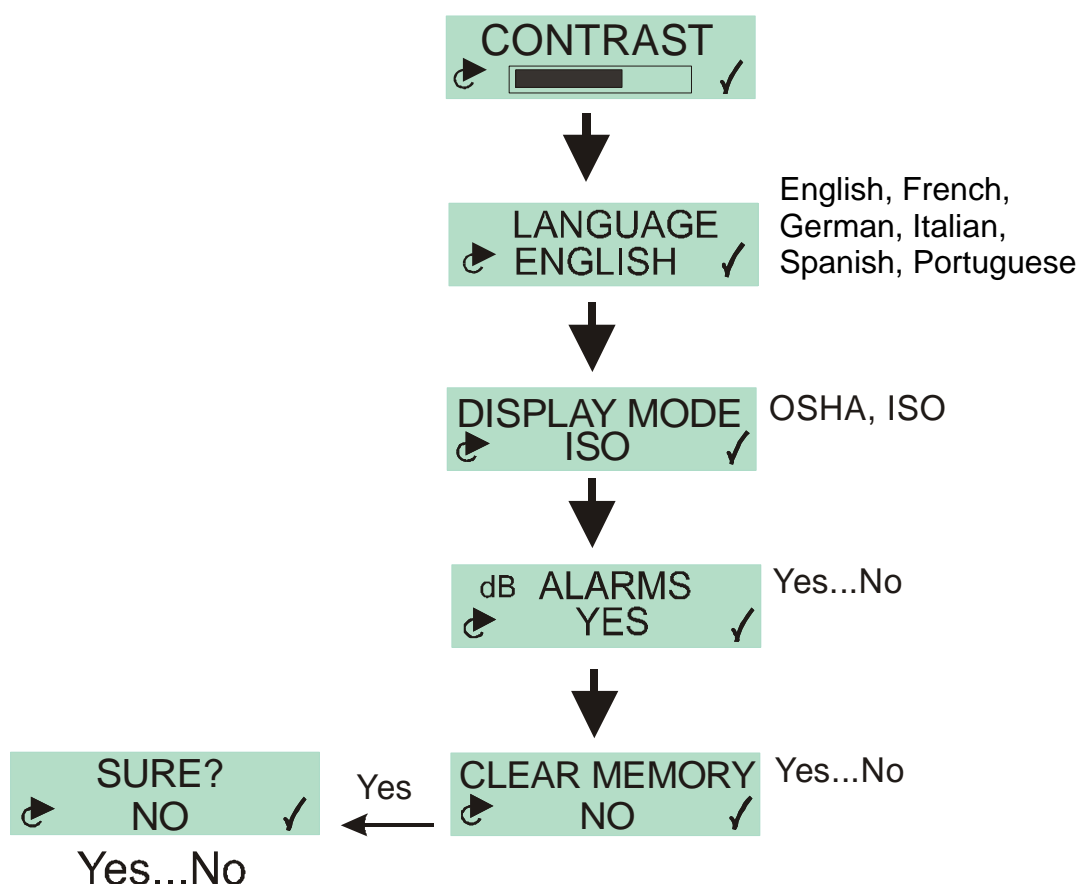 CONTRAST
LANGUAGE
ENGLISH
English, French,
German, Italian,
Spanish, Portuguese
DISPLAY MODE
ISO
OSHA, ISO
dB ALARMS
YES
Yes...No
CLEAR MEMORY
NO
Yes...No
Yes
SURE?
NO
Yes...No